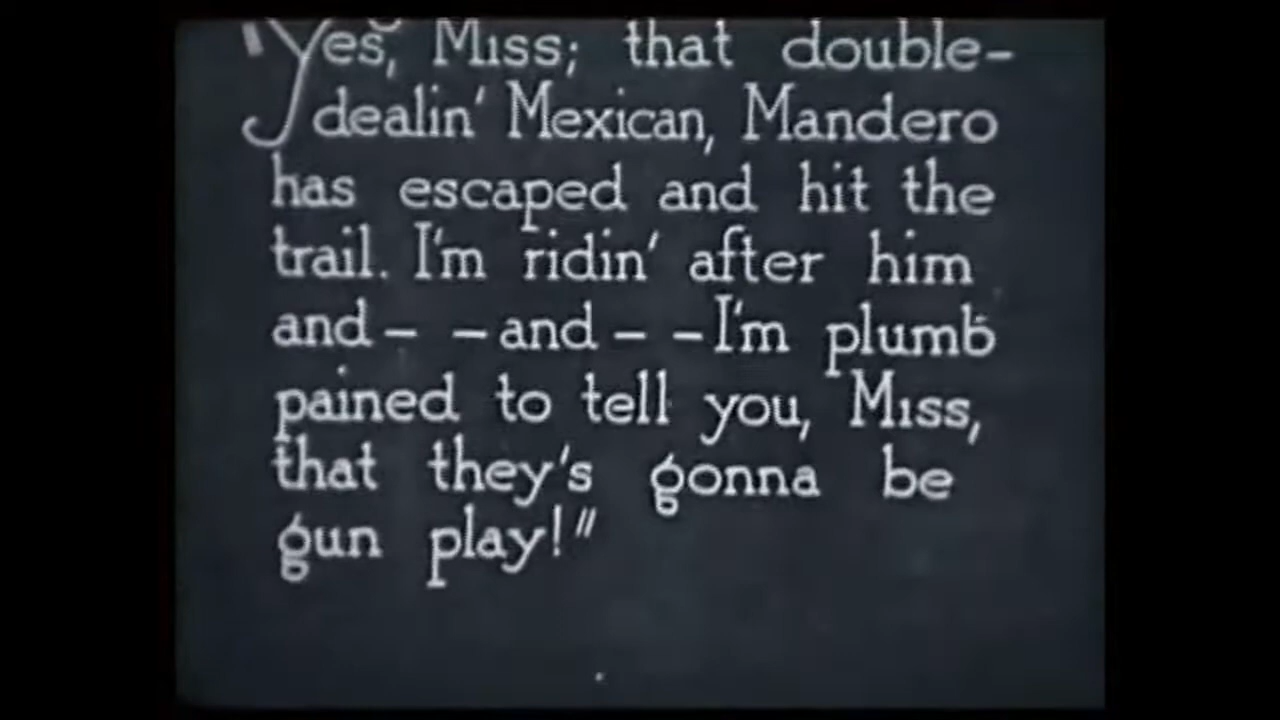 "Yes, Miss; that double-
dealin' Mexican, Mandero
has escaped and hit the
trail. I'm ridin' after him
and- -and- -I'm plumb
pained to tell you, Miss,
that they's gonna be
gun play!"